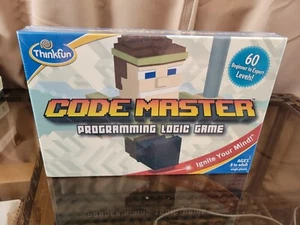 Thinkfun
60
Beginner to Expert
Levels!
CODE MASTER
PROGRAMMING LOGIC GAME
Ignite Your Mind!
AGES
8 to adult